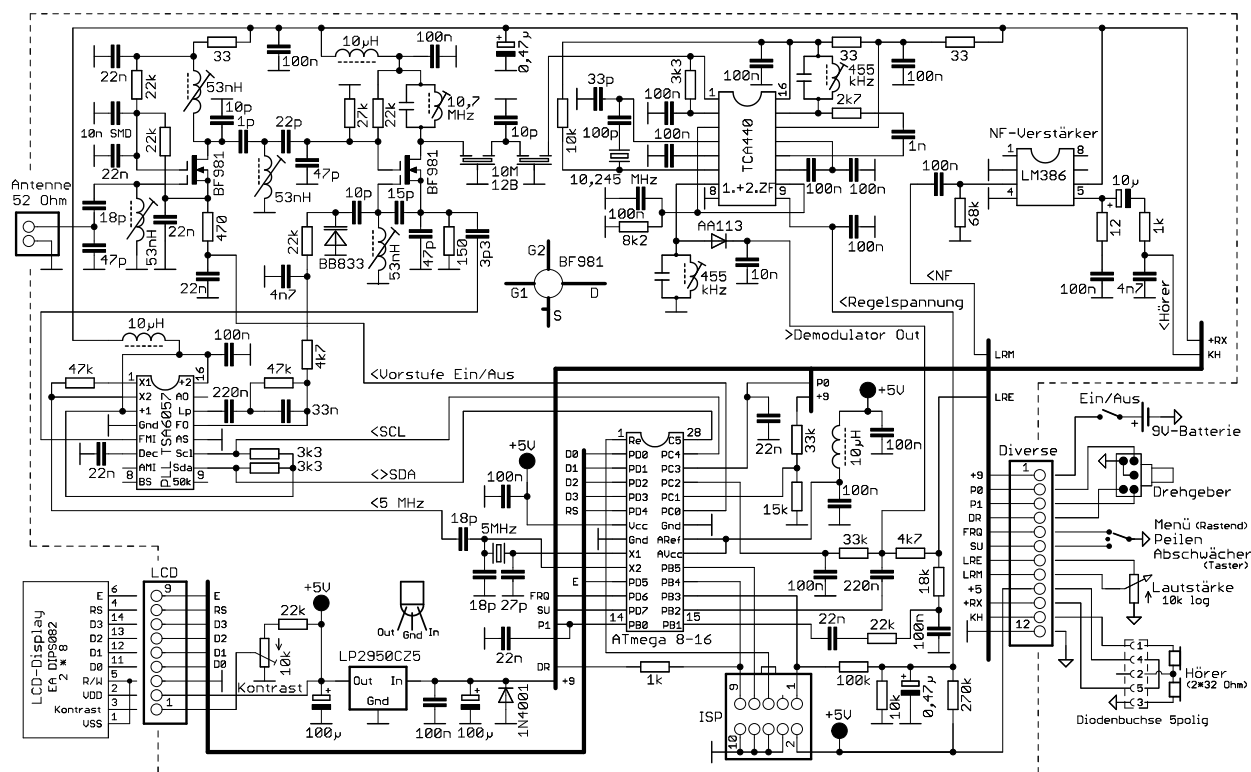 10µH
100n
0,47µ
+
33
33
33
22n
22k
53nH
100n
10,7
MHz
27k
22k
3k3
33p
100n
100n
1
16
455
kHz
100n
2k7
10n SMD
10p
1p
22p
22k
22n
BF981
47p
53nH
BF981
10p
10M
12B
10k
100p
100n
TCA440
1n
NF-Verstärker
1
8
LM386
4
5
10,245 MHz
8
9
1.+2.ZF
100n
100n
100n
68k
10µ
+
12
1k
Antenne
52 Ohm
18p
47p
53nH
22n
470
22n
22k
10p
15p
BB833
53nH
47p
150
3p3
4n7
100n
8k2
AA113
10n
455
kHz
100n
G2
BF981
G1
D
S
<NF
<Regelspannung
>Demodulator Out
100n
4n7
<Hörer
10µH
100n
4k7
+RX
KH
LRM
LRE
47k
1
16
X1
+2
X2
AO
+1
Lp
Gnd
FO
FMI
AS
Dec
Scl
AMI
Sda
BS
50k
8
9
PLL TSA6057
220n
47k
33n
22n
3k3
3k3
<Vorstufe Ein/Aus
<SCL
<>SDA
<5 MHz
P0
+9
22n
33k
10µH
+5V
100n
15k
100n
+5V
100n
D0
D1
D2
D3
RS
1
28
Re
C5
PD0
PC4
PD1
PC3
PD2
PC2
PD3
PC1
PD4
PC0
Vcc
Gnd
Gnd
ARef
X1
AVcc
X2
PB5
PD5
PB4
PD6
PB3
PD7
PB2
PB0
PB1
14
15
ATmega 8-16
18p
5MHz
18p
27p
E
FRQ
SU
P1
22n
DR
+9
33k
4k7
100n
220n
18k
22n
22k
100n
1k
100k
10k
0,47µ
+
270k
+5V
ISP
9
1
10
2
Ein/Aus
+
9V-Batterie
Diverse
1
12
+9
P0
P1
DR
FRQ
SU
LRE
LRM
+5
+RX
KH
Drehgeber
Menü (Rastend)
Peilen
Abschwächer
(Taster)
Lautstärke
10k log
1
4
2
5
3
Hörer
(2*32 Ohm)
Diodenbuchse 5polig
LCD-Display
EA DIPS082
2 * 8
E 6
RS 4
D3 14
D2 13
D1 12
D0 11
R/W 5
VDD 2
Kontrast 3
VSS 1
LCD
9
1
E
RS
D3
D2
D1
D0
+5V
22k
10k
Kontrast
100µ
+
Out Gnd In
LP2950CZ5
Out
In
Gnd
100n
100µ
+
1N4001